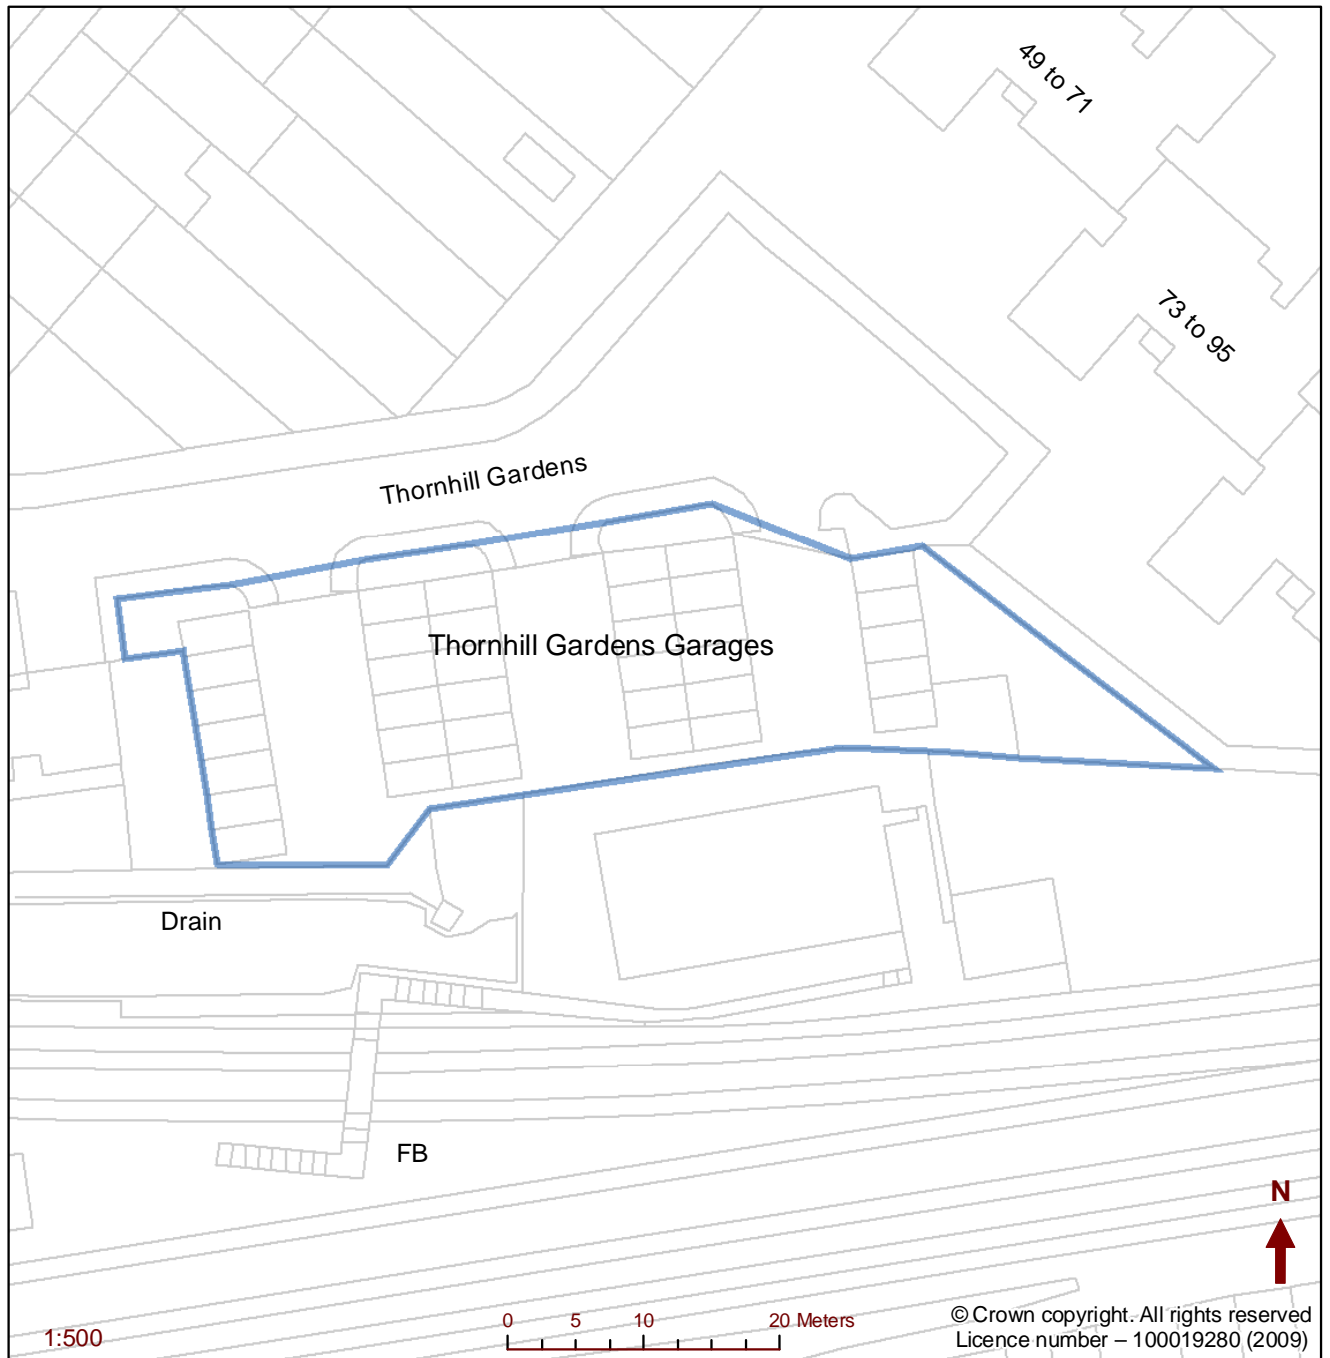 49 to 71
73 to 95
Thornhill Gardens
Thornhill Gardens Garages
Drain
FB
N
0 5 10 20 Meters
1:500
© Crown copyright. All rights reserved
Licence number – 100019280 (2009)